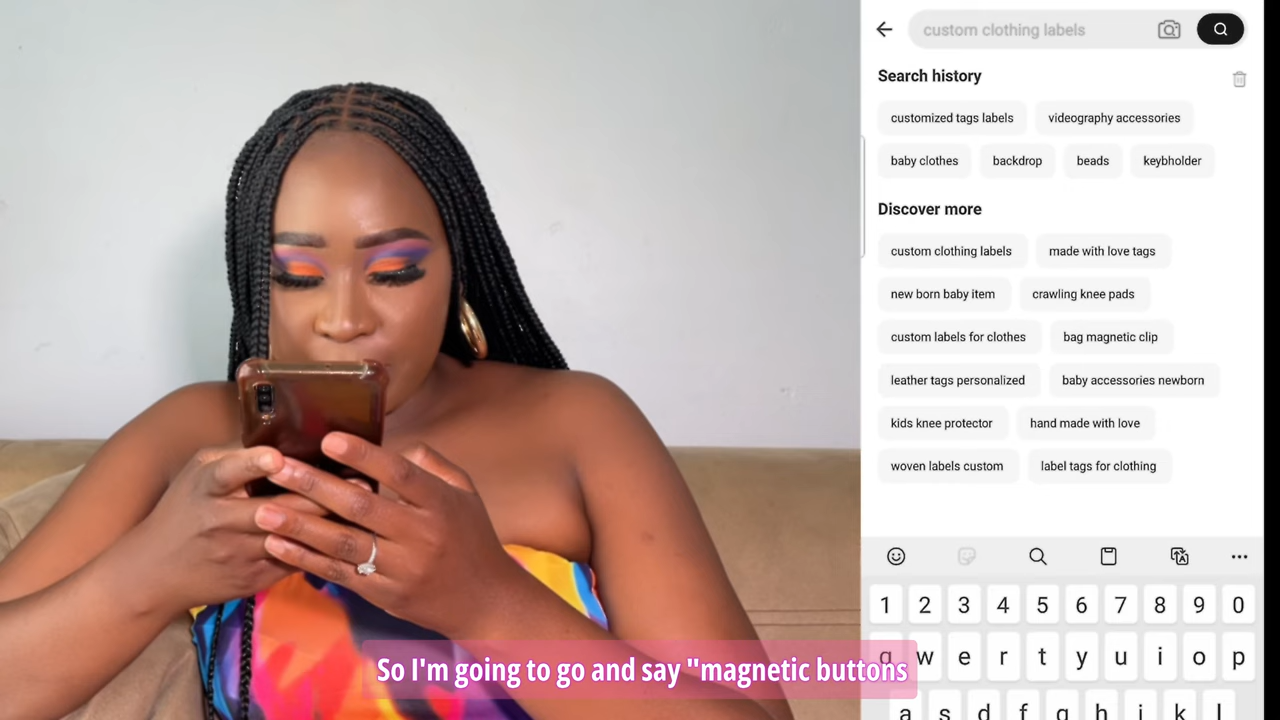 custom clothing labels
Search history
customized tags labels videography accessories
baby clothes backdrop beads keybholder
Discover more
custom clothing labels made with love tags
new born baby item crawling knee pads
custom labels for clothes bag magnetic clip
leather tags personalized baby accessories newborn
kids knee protector hand made with love
woven labels custom label tags for clothing
1 2 3 4 5 6 7 8 9 0
q w e r t y u i o p
So I'm going to go and say "magnetic buttons
a s d f g h j k l